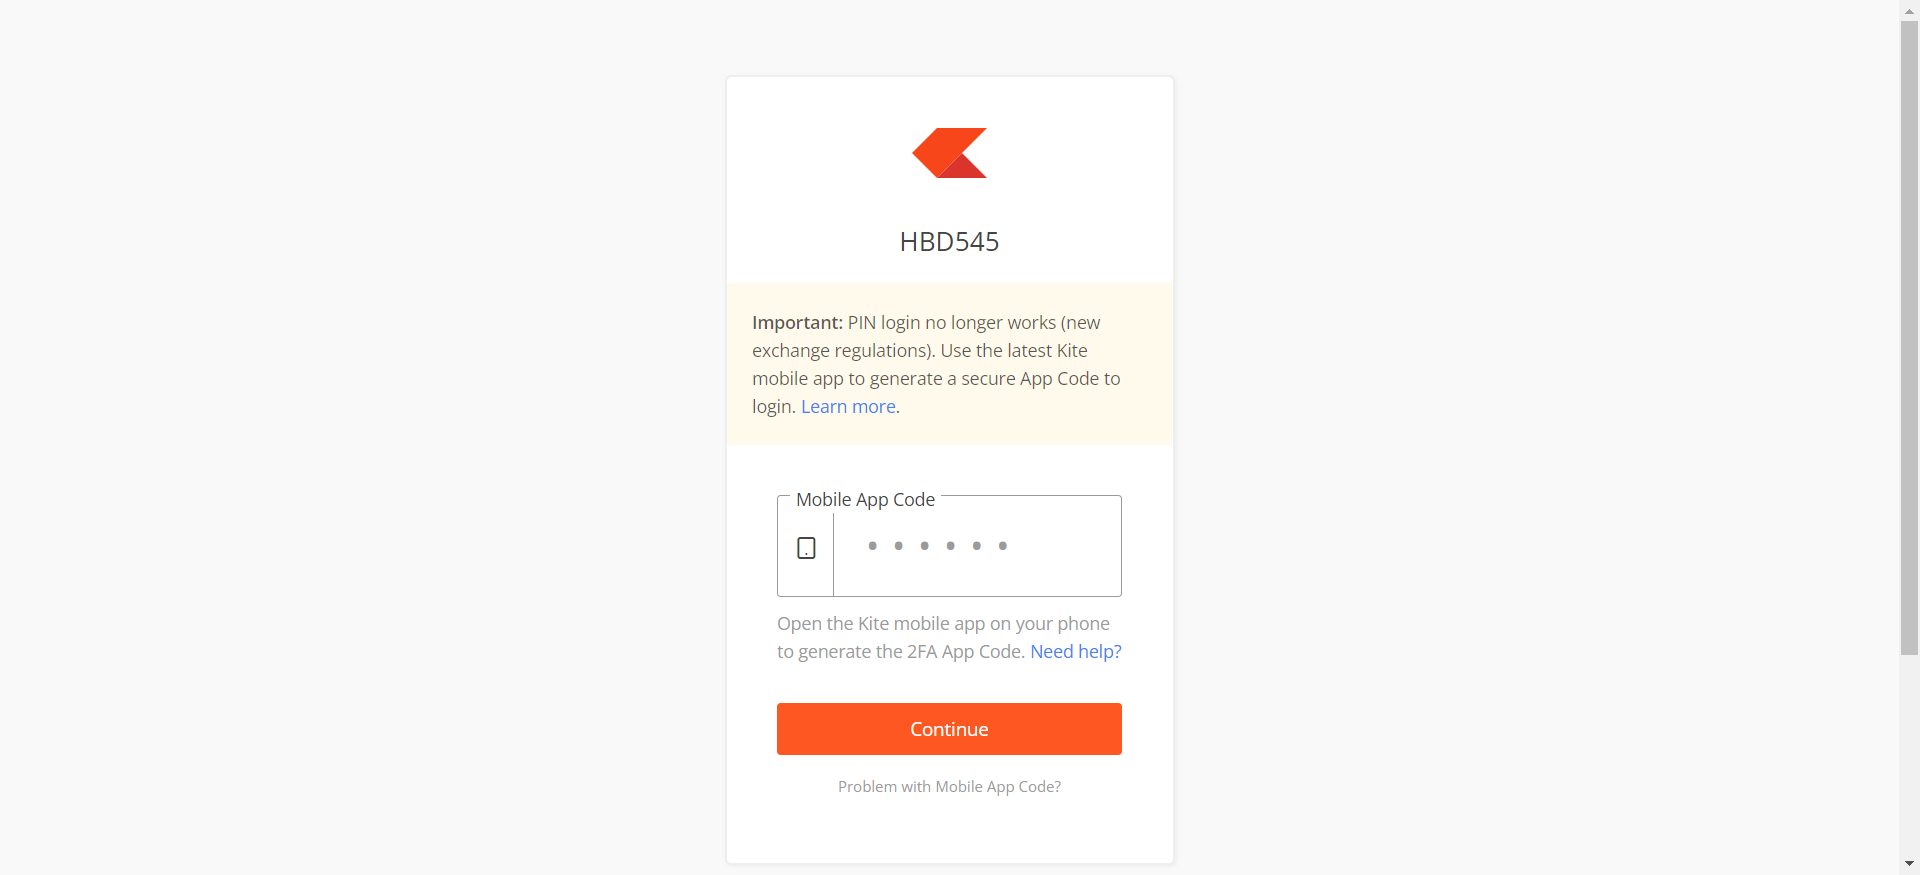 HBD545
Important: PIN login no longer works (new
exchange regulations). Use the latest Kite
mobile app to generate a secure App Code to
login. Learn more.
Mobile App Code
••••••
Open the Kite mobile app on your phone
to generate the 2FA App Code. Need help?
Continue
Problem with Mobile App Code?